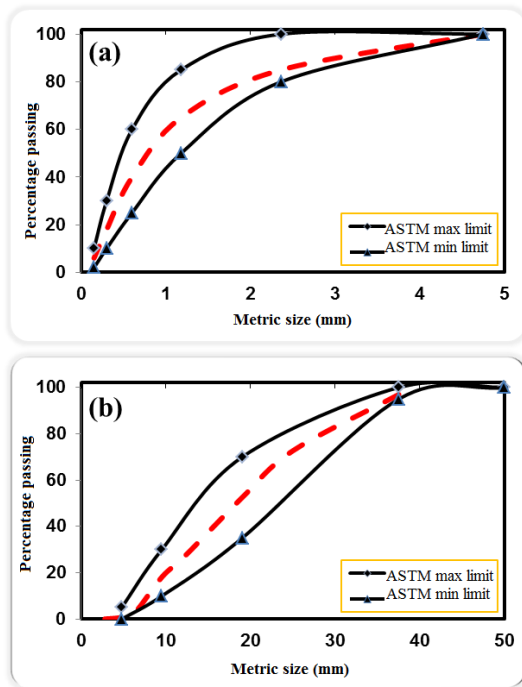 (a)
Percentage passing
100
80
60
40
20
0
0 1 2 3 4 5
Metric size (mm)
ASTM max limit
ASTM min limit
(b)
Percentage passing
100
80
60
40
20
0
0 10 20 30 40 50
Metric size (mm)
ASTM max limit
ASTM min limit